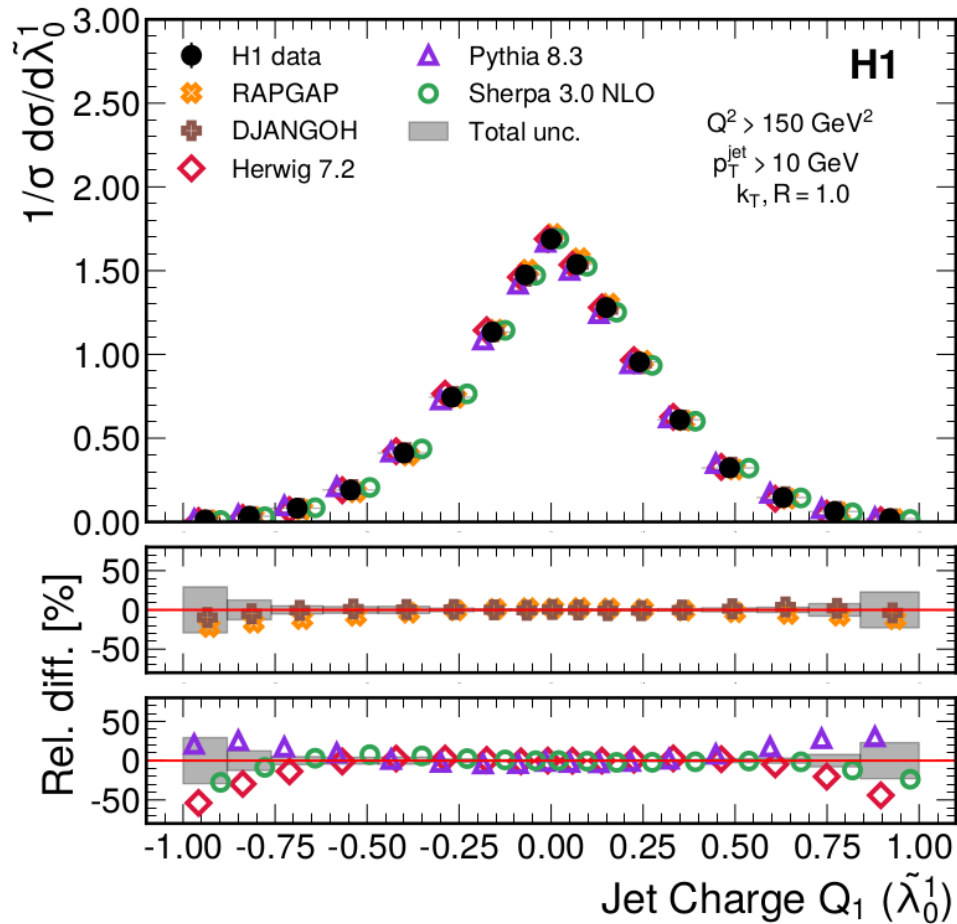 1/σ dσ/dλ̃₀¹
3.00
2.50
2.00
1.50
1.00
0.50
0.00
H1 data
RAPGAP
DJANGOH
Herwig 7.2
Pythia 8.3
Sherpa 3.0 NLO
Total unc.
H1
Q² > 150 GeV²
p_T^jet > 10 GeV
k_T, R = 1.0
Rel. diff. [%]
50
0
-50
50
0
-50
-1.00 -0.75 -0.50 -0.25 0.00 0.25 0.50 0.75 1.00
Jet Charge Q₁ (λ̃₀¹)